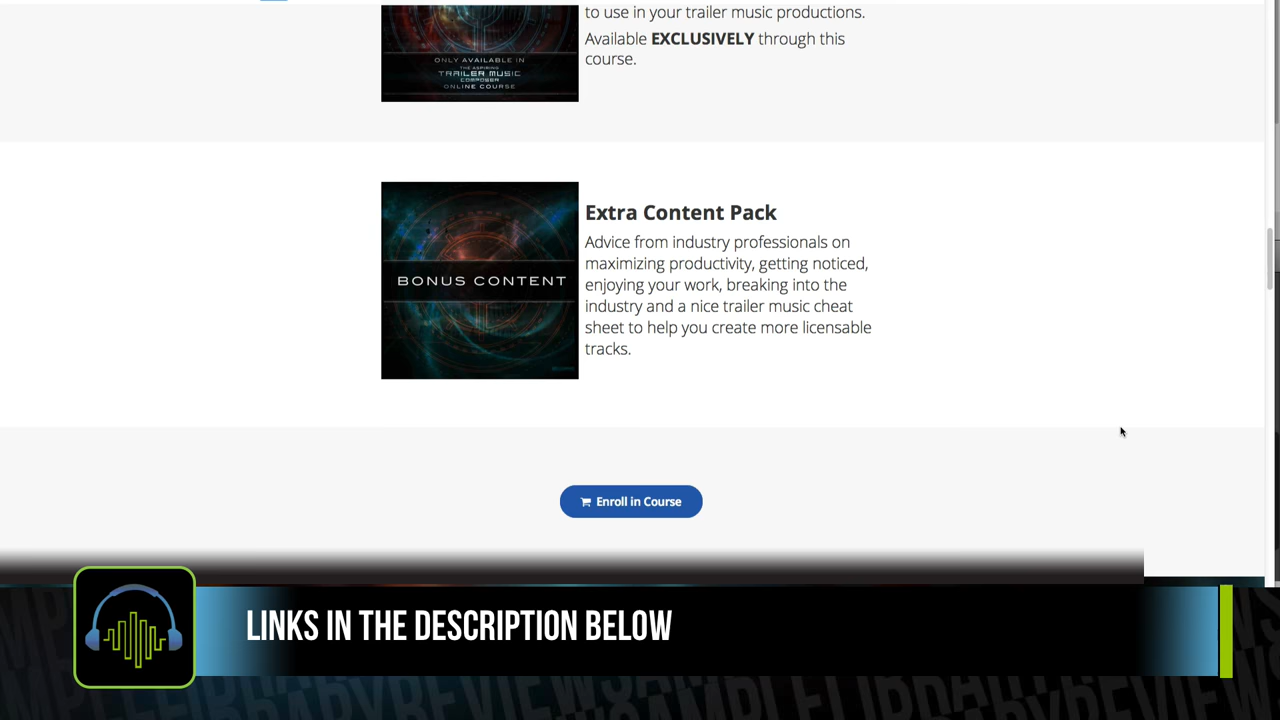 to use in your trailer music productions.
Available EXCLUSIVELY through this
course.
ONLY AVAILABLE IN
THE ASPIRING
TRAILER MUSIC
COMPOSER
ONLINE COURSE
Extra Content Pack
Advice from industry professionals on
maximizing productivity, getting noticed,
enjoying your work, breaking into the
industry and a nice trailer music cheat
sheet to help you create more licensable
tracks.
BONUS CONTENT
Enroll in Course
LINKS IN THE DESCRIPTION BELOW